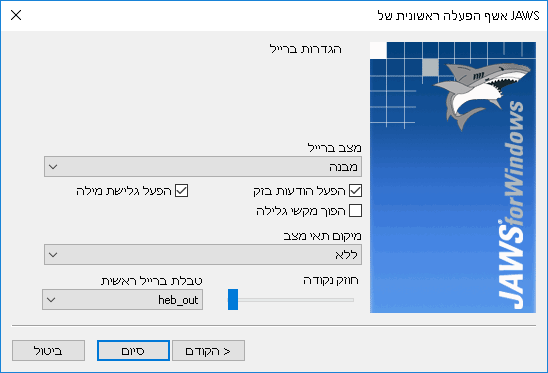 JAWS אשף הפעלה ראשונית של
הגדרות ברייל
JAWS for Windows
מצב ברייל
מבנה
הפעל הודעות בזק
הפעל גלישת מילה
הפוך מקשי גלילה
מיקום תאי מצב
ללא
חוזק נקודה
טבלת ברייל ראשית
heb_out
< הקודם
סיום
ביטול